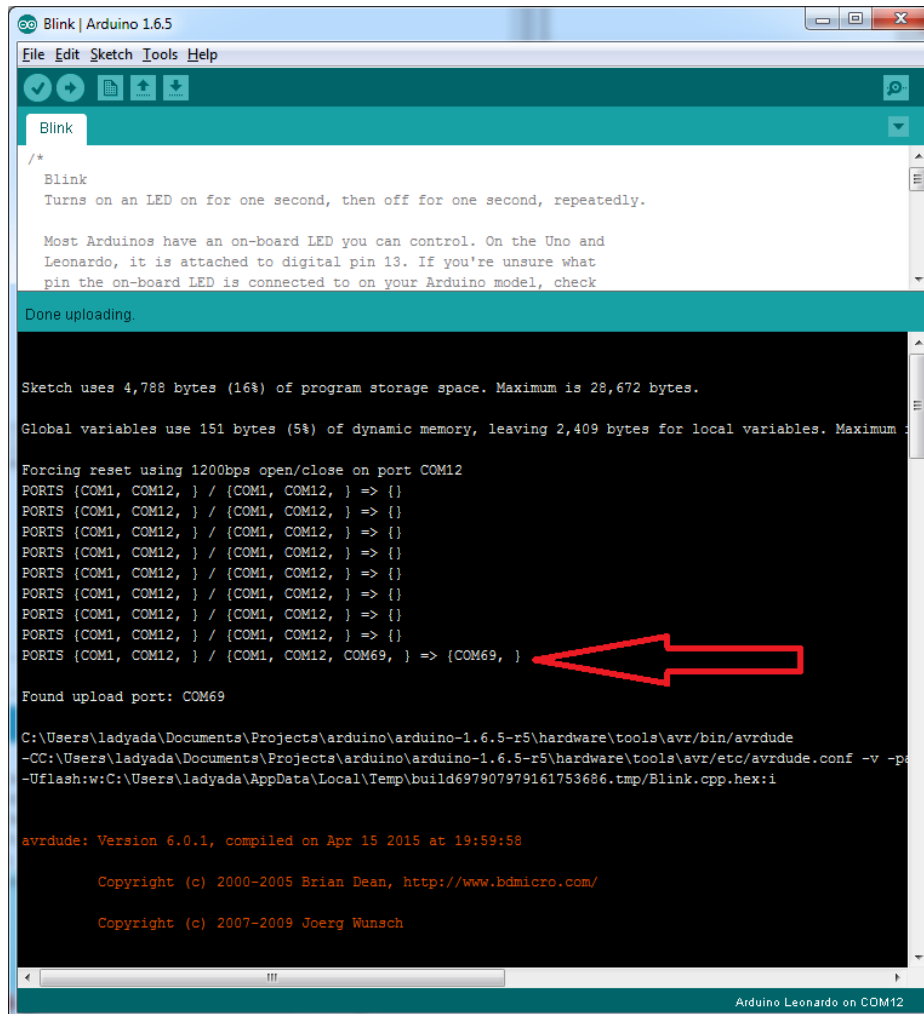 Blink | Arduino 1.6.5
File Edit Sketch Tools Help
Blink
/*
Blink
Turns on an LED on for one second, then off for one second, repeatedly.
Most Arduinos have an on-board LED you can control. On the Uno and
Leonardo, it is attached to digital pin 13. If you're unsure what
pin the on-board LED is connected to on your Arduino model, check
Done uploading.
Sketch uses 4,788 bytes (16%) of program storage space. Maximum is 28,672 bytes.
Global variables use 151 bytes (5%) of dynamic memory, leaving 2,409 bytes for local variables. Maximum
Forcing reset using 1200bps open/close on port COM12
PORTS {COM1, COM12, } / {COM1, COM12, } => {}
PORTS {COM1, COM12, } / {COM1, COM12, } => {}
PORTS {COM1, COM12, } / {COM1, COM12, } => {}
PORTS {COM1, COM12, } / {COM1, COM12, } => {}
PORTS {COM1, COM12, } / {COM1, COM12, } => {}
PORTS {COM1, COM12, } / {COM1, COM12, } => {}
PORTS {COM1, COM12, } / {COM1, COM12, } => {}
PORTS {COM1, COM12, } / {COM1, COM12, } => {}
PORTS {COM1, COM12, } / {COM1, COM12, COM69, } => {COM69, }
Found upload port: COM69
C:\Users\ladyada\Documents\Projects\arduino\arduino-1.6.5-r5\hardware\tools\avr/bin/avrdude
-CC:\Users\ladyada\Documents\Projects\arduino\arduino-1.6.5-r5\hardware\tools\avr/etc/avrdude.conf -v -pa
-Uflash:w:C:\Users\ladyada\AppData\Local\Temp\build697907979161753686.tmp/Blink.cpp.hex:i
avrdude: Version 6.0.1, compiled on Apr 15 2015 at 19:59:58
Copyright (c) 2000-2005 Brian Dean, http://www.bdmicro.com/
Copyright (c) 2007-2009 Joerg Wunsch
Arduino Leonardo on COM12